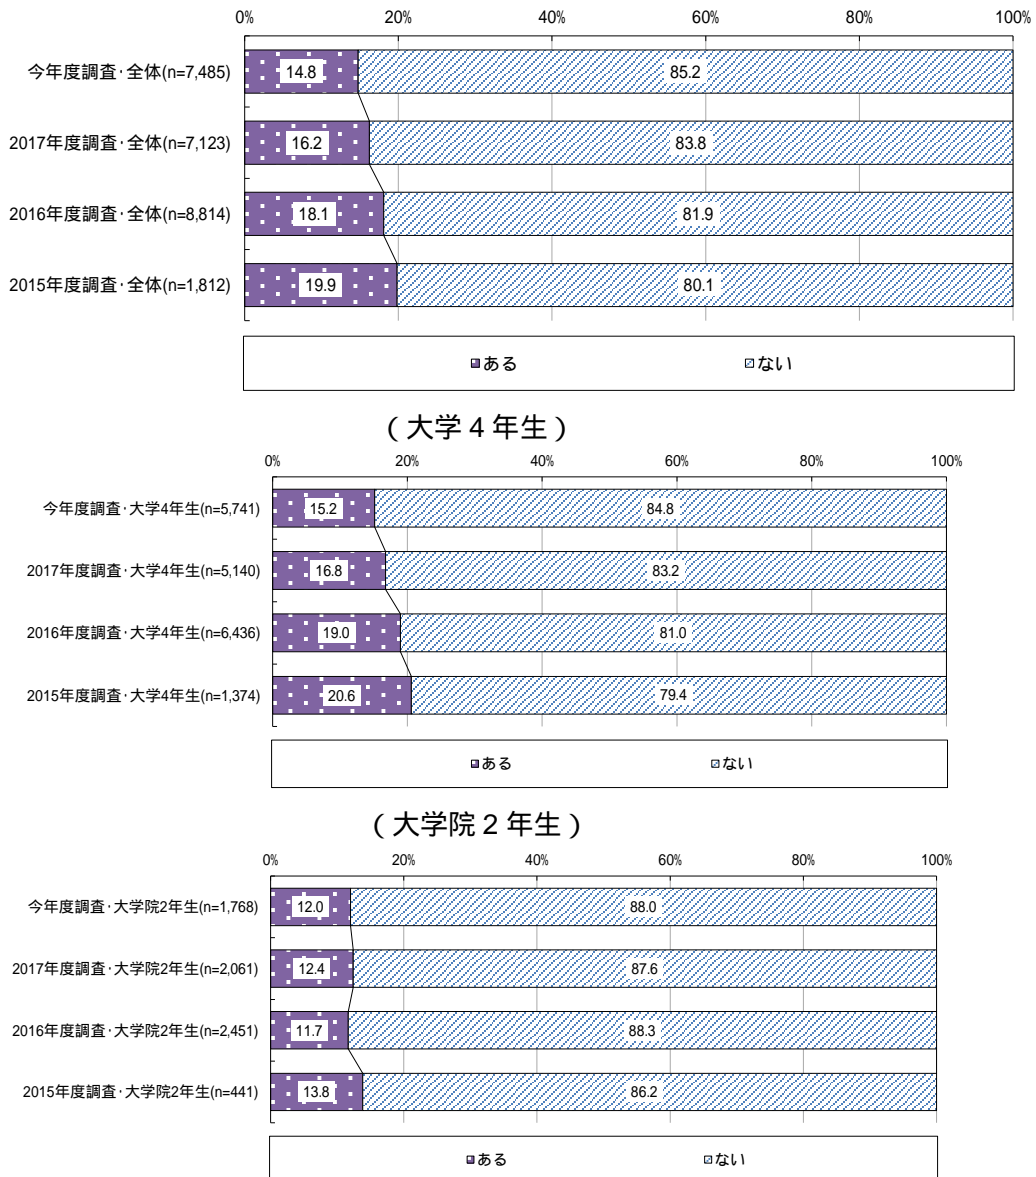 0% 20% 40% 60% 80% 100%
今年度調査・全体(n=7,485) 14.8 85.2
2017年度調査・全体(n=7,123) 16.2 83.8
2016年度調査・全体(n=8,814) 18.1 81.9
2015年度調査・全体(n=1,812) 19.9 80.1
ある ない
(大学4年生)
0% 20% 40% 60% 80% 100%
今年度調査・大学4年生(n=5,741) 15.2 84.8
2017年度調査・大学4年生(n=5,140) 16.8 83.2
2016年度調査・大学4年生(n=6,436) 19.0 81.0
2015年度調査・大学4年生(n=1,374) 20.6 79.4
ある ない
(大学院2年生)
0% 20% 40% 60% 80% 100%
今年度調査・大学院2年生(n=1,768) 12.0 88.0
2017年度調査・大学院2年生(n=2,061) 12.4 87.6
2016年度調査・大学院2年生(n=2,451) 11.7 88.3
2015年度調査・大学院2年生(n=441) 13.8 86.2
ある ない